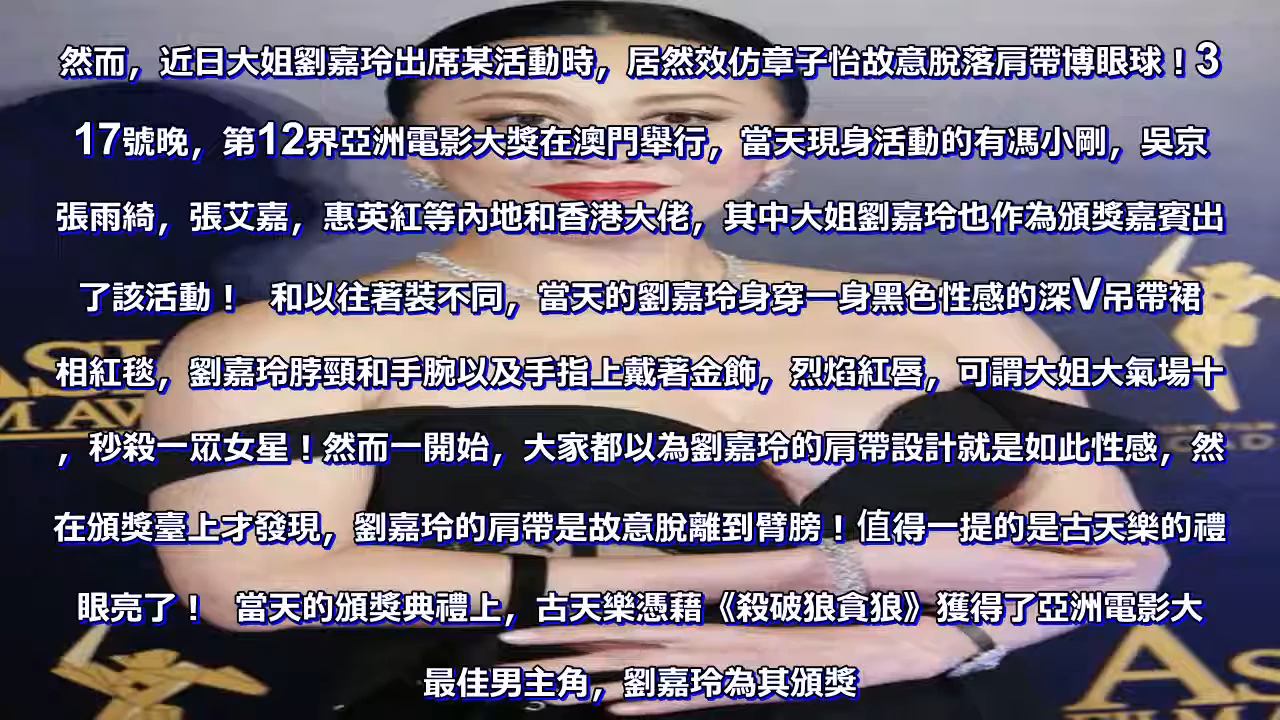 然而，近日大姐劉嘉玲出席某活動時，居然效仿章子怡故意脫落肩帶博眼球！3
17號晚，第12界亞洲電影大獎在澳門舉行，當天現身活動的有馮小剛，吳京
張雨綺，張艾嘉，惠英紅等內地和香港大佬，其中大姐劉嘉玲也作為頒獎嘉賓出
了該活動！ 和以往著裝不同，當天的劉嘉玲身穿一身黑色性感的深V吊帶裙
相紅毯，劉嘉玲脖頸和手腕以及手指上戴著金飾，烈焰紅唇，可謂大姐大氣場十
，秒殺一眾女星！然而一開始，大家都以為劉嘉玲的肩帶設計就是如此性感，然
在頒獎臺上才發現，劉嘉玲的肩帶是故意脫離到臂膀！值得一提的是古天樂的禮
眼亮了！ 當天的頒獎典禮上，古天樂憑藉《殺破狼貪狼》獲得了亞洲電影大
最佳男主角，劉嘉玲為其頒獎